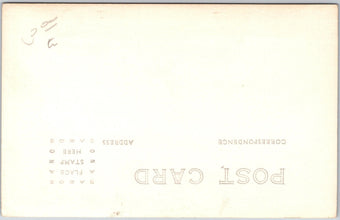 POST CARD
CORRESPONDENCE
ADDRESS
PLACE
STAMP
HERE